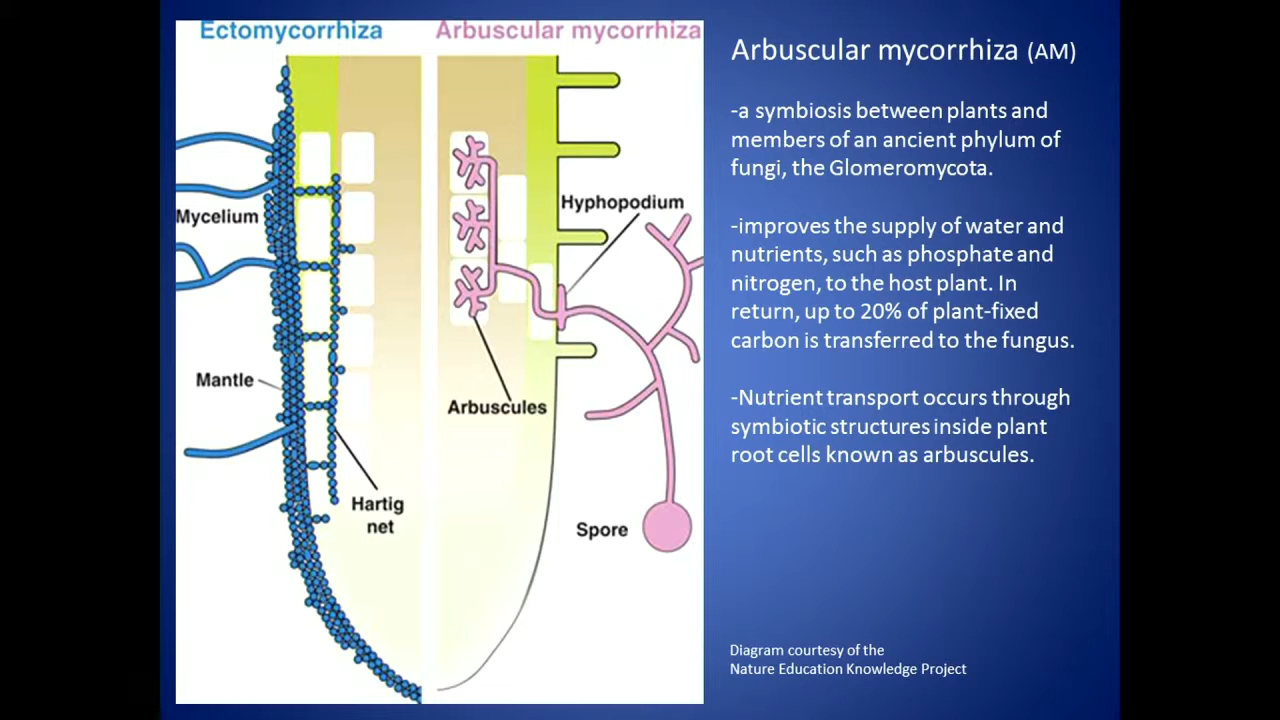 Ectomycorrhiza
Arbuscular mycorrhiza
Mycelium
Mantle
Hartig
net
Hyphopodium
Arbuscules
Spore
Arbuscular mycorrhiza (AM)
-a symbiosis between plants and
members of an ancient phylum of
fungi, the Glomeromycota.
-improves the supply of water and
nutrients, such as phosphate and
nitrogen, to the host plant. In
return, up to 20% of plant-fixed
carbon is transferred to the fungus.
-Nutrient transport occurs through
symbiotic structures inside plant
root cells known as arbuscules.
Diagram courtesy of the
Nature Education Knowledge Project